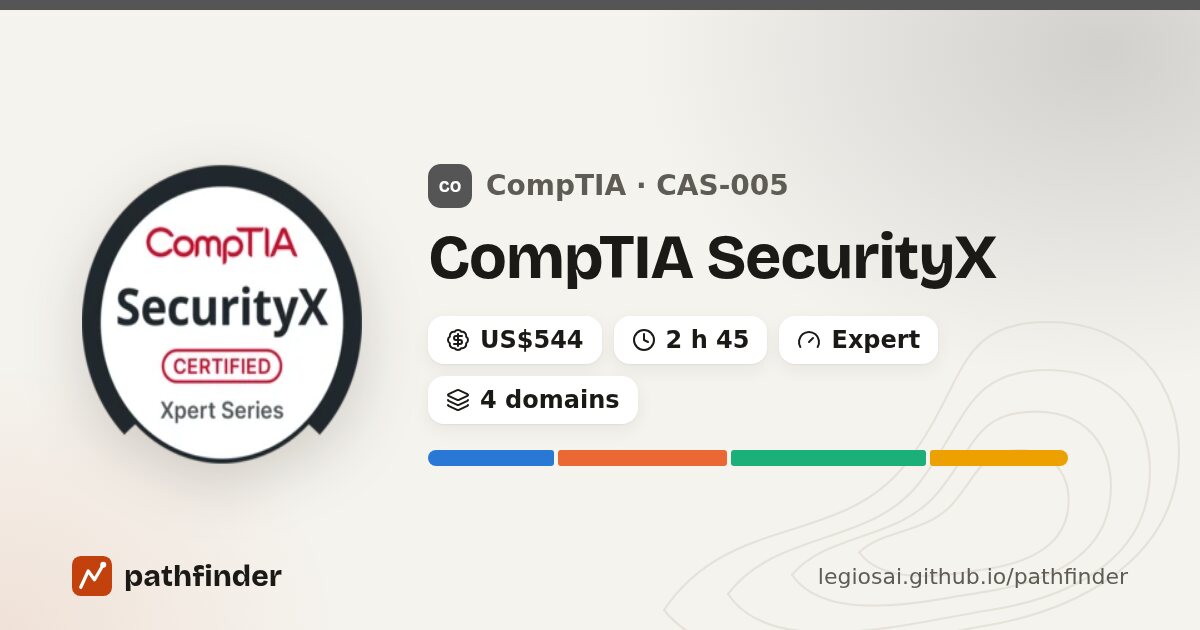 CompTIA
SecurityX
CERTIFIED
Xpert Series
co
CompTIA · CAS-005
CompTIA SecurityX
US$544
2 h 45
Expert
4 domains
pathfinder
legiosai.github.io/pathfinder